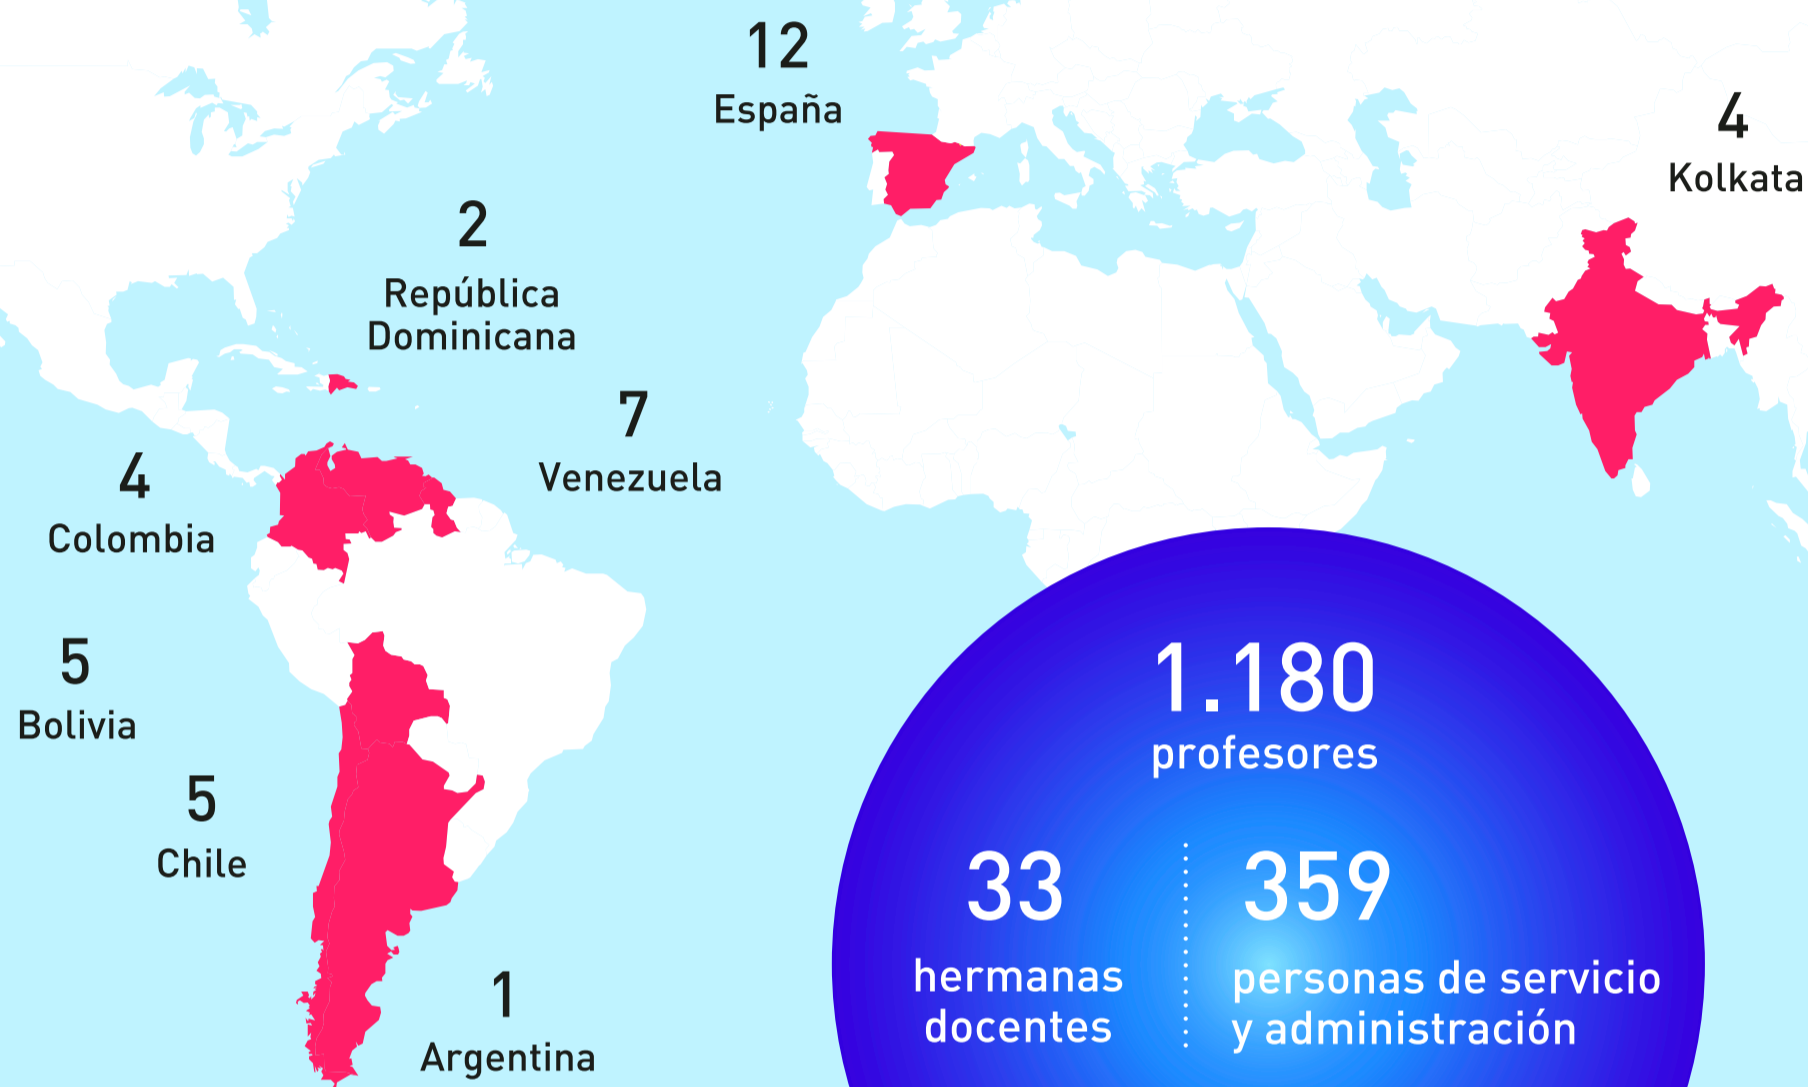 12
España
4
Kolkata
2
República
Dominicana
7
Venezuela
4
Colombia
5
Bolivia
5
Chile
1
Argentina
1.180
profesores
33
hermanas
docentes
359
personas de servicio
y administración